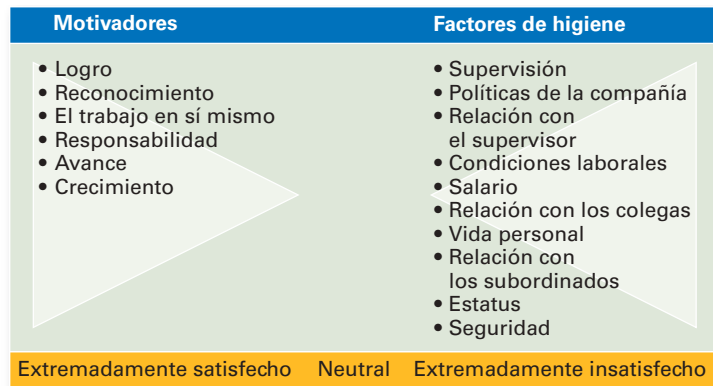 Motivadores
Factores de higiene
• Logro
• Reconocimiento
• El trabajo en sí mismo
• Responsabilidad
• Avance
• Crecimiento
• Supervisión
• Políticas de la compañía
• Relación con
el supervisor
• Condiciones laborales
• Salario
• Relación con los colegas
• Vida personal
• Relación con
los subordinados
• Estatus
• Seguridad
Extremadamente satisfecho Neutral Extremadamente insatisfecho